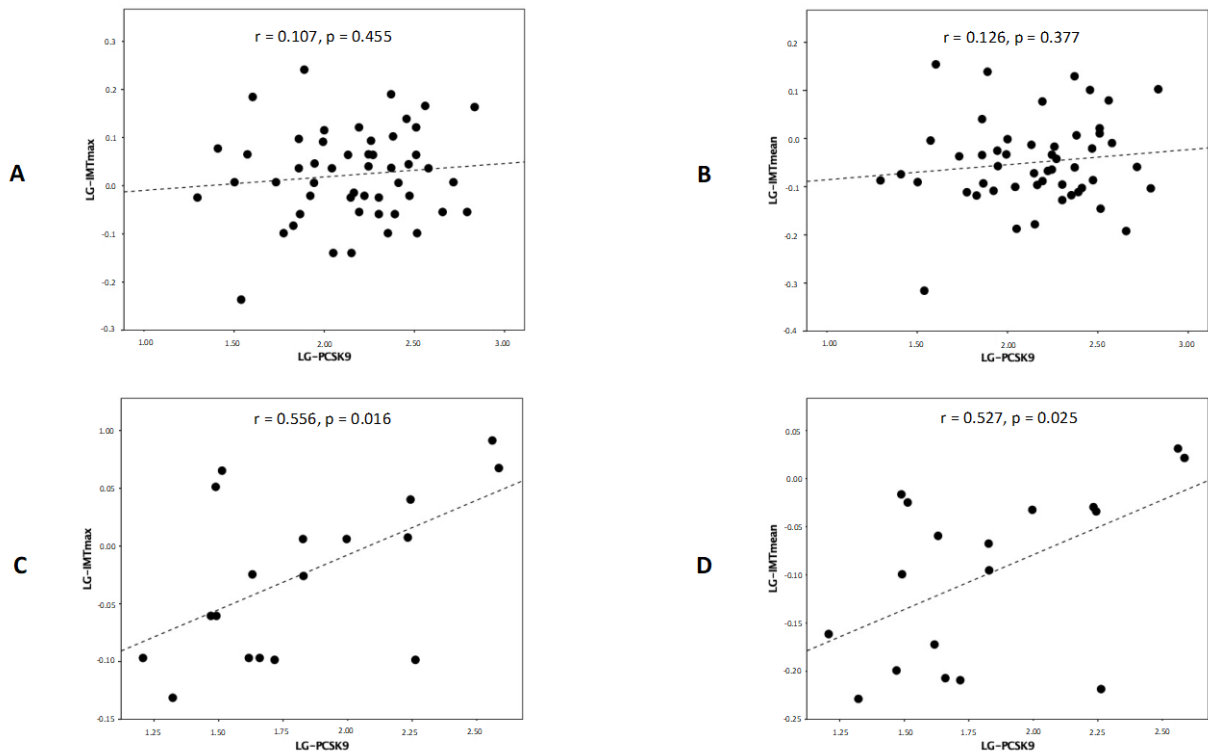 A
r = 0.107, p = 0.455
LG-IMTmax
0.3
0.2
0.1
0.0
-0.1
-0.2
-0.3
1.00 1.50 2.00 2.50 3.00
LG-PCSK9
B
r = 0.126, p = 0.377
LG-IMTmean
0.2
0.1
-0.0
-0.1
-0.2
-0.3
-0.4
1.00 1.50 2.00 2.50 3.00
LG-PCSK9
C
r = 0.556, p = 0.016
LG-IMTmax
1.00
0.05
0.00
-0.05
-0.10
-0.15
1.25 1.50 1.75 2.00 2.25 2.50
LG-PCSK9
D
r = 0.527, p = 0.025
LG-IMTmean
0.05
0.00
-0.05
-0.10
-0.15
-0.20
-0.25
1.25 1.50 1.75 2.00 2.25 2.50
LG-PCSK9